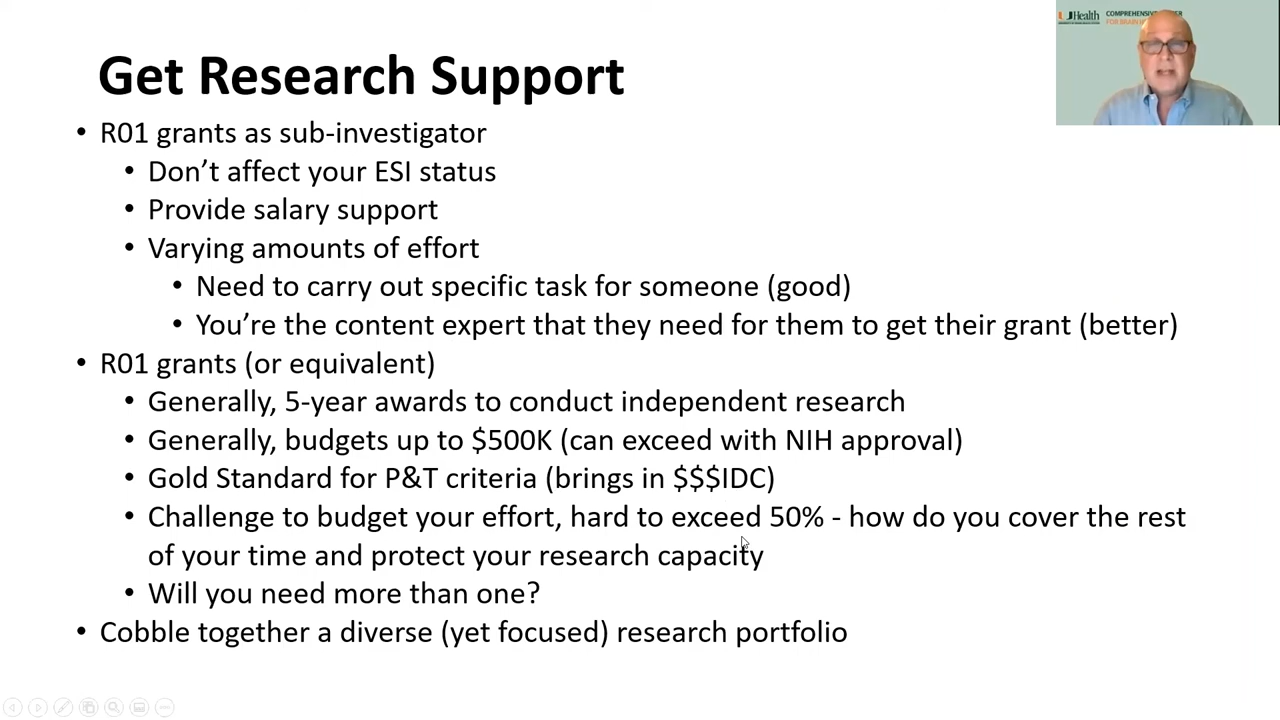 Get Research Support
• R01 grants as sub-investigator
• Don’t affect your ESI status
• Provide salary support
• Varying amounts of effort
• Need to carry out specific task for someone (good)
• You’re the content expert that they need for them to get their grant (better)
• R01 grants (or equivalent)
• Generally, 5-year awards to conduct independent research
• Generally, budgets up to $500K (can exceed with NIH approval)
• Gold Standard for P&T criteria (brings in $$$IDC)
• Challenge to budget your effort, hard to exceed 50% - how do you cover the rest
of your time and protect your research capacity
• Will you need more than one?
• Cobble together a diverse (yet focused) research portfolio
UHealth
COMPREHENSIVE
FOR BRAIN